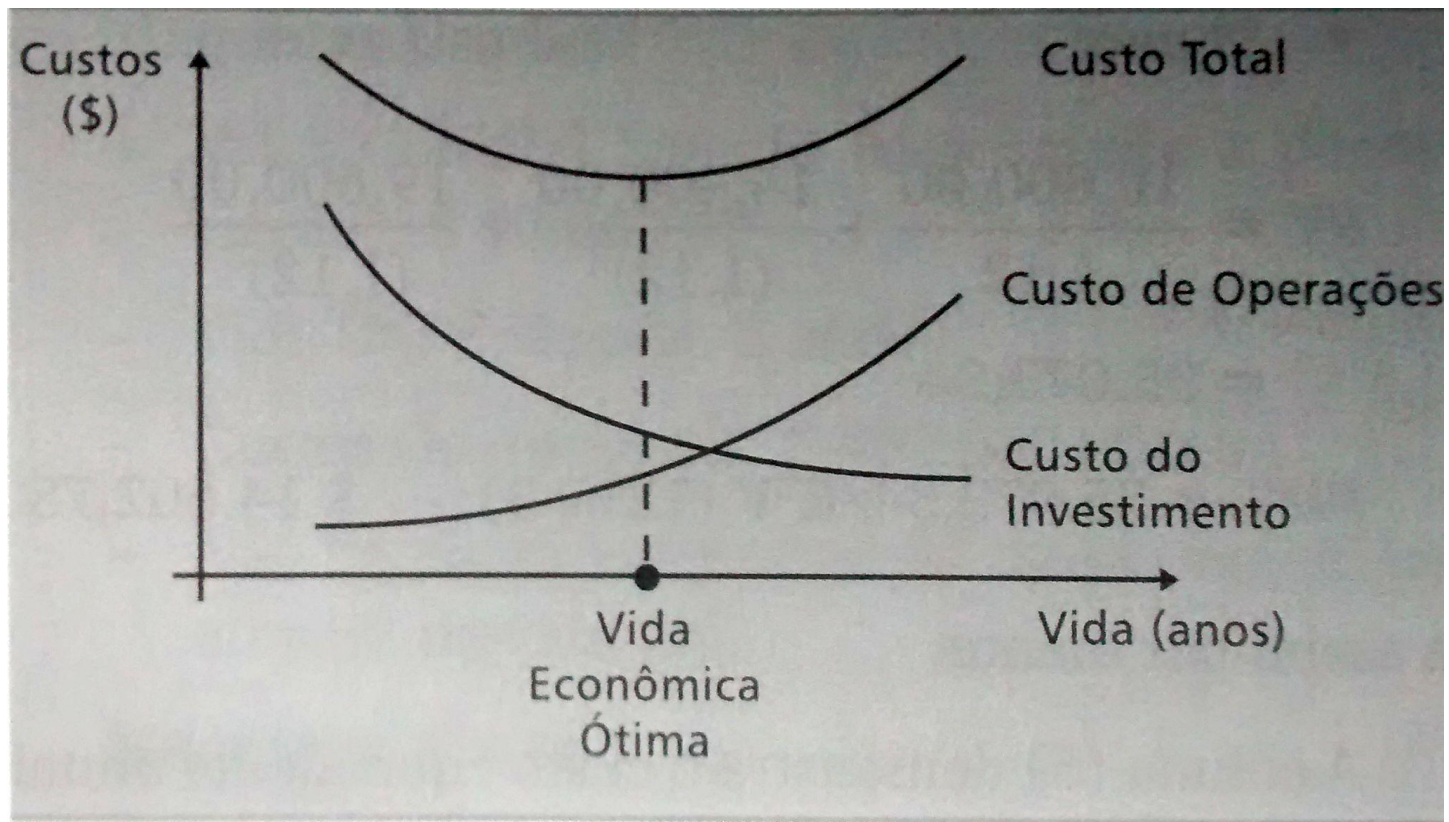 Custos
($)
Custo Total
Custo de Operações
Custo do
Investimento
Vida
Econômica
Ótima
Vida (anos)